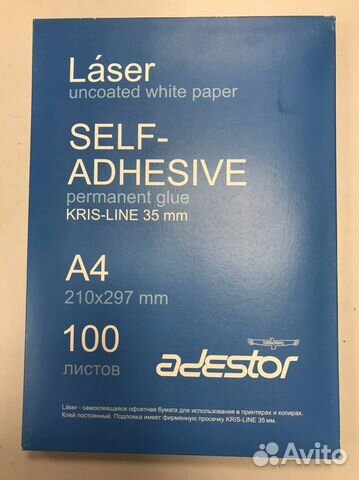 Láser
uncoated white paper
SELF-
ADHESIVE
permanent glue
KRIS-LINE 35 mm
A4
210x297 mm
100
листов
adestor
Láser - самоклеящаяся офсетная бумага для использования в принтерах и копирах.
Клей постоянный. Подложка имеет фирменную просечку KRIS-LINE 35 мм.
Avito